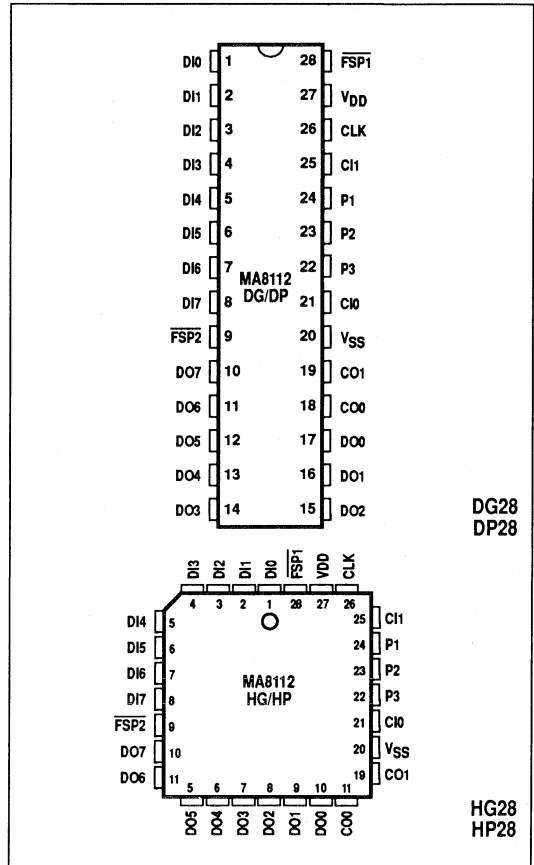 DI0 1 28 FSP1
DI1 2 27 VDD
DI2 3 26 CLK
DI3 4 25 CI1
DI4 5 24 P1
DI5 6 23 P2
DI6 7 22 P3
MA8112
DG/DP
DI7 8 21 CI0
FSP2 9 20 VSS
DO7 10 19 CO1
DO6 11 18 CO0
DO5 12 17 DO0
DO4 13 16 DO1
DO3 14 15 DO2
DG28
DP28
DI3 DI2 DI1 DI0 FSP1 VDD CLK
4 3 2 1 28 27 26
DI4 5 25 CI1
DI5 6 24 P1
DI6 7 23 P2
MA8112
HG/HP
DI7 8 22 P3
FSP2 9 21 CI0
DO7 10 20 VSS
DO6 11 19 CO1
5 6 7 8 9 10 11
DO5 DO4 DO3 DO2 DO1 DO0 CO0
HG28
HP28